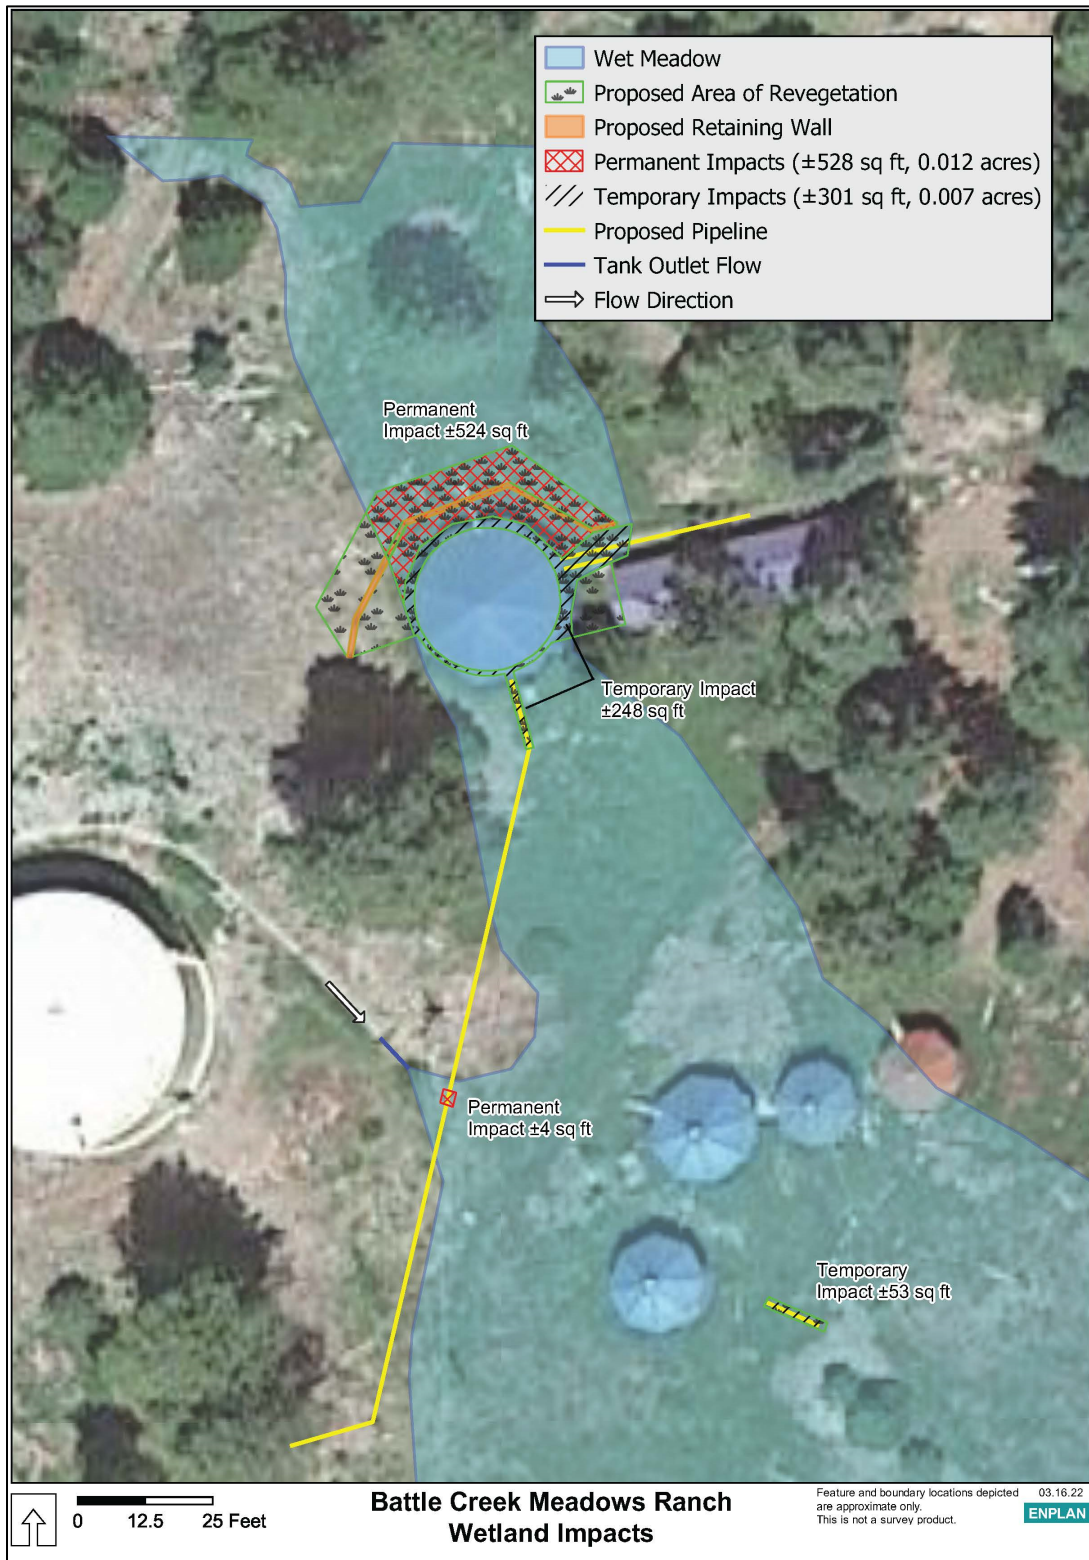 Wet Meadow
Proposed Area of Revegetation
Proposed Retaining Wall
Permanent Impacts (±528 sq ft, 0.012 acres)
Temporary Impacts (±301 sq ft, 0.007 acres)
Proposed Pipeline
Tank Outlet Flow
Flow Direction
Permanent
Impact ±524 sq ft
Temporary Impact
±248 sq ft
Permanent
Impact ±4 sq ft
Temporary
Impact ±53 sq ft
0 12.5 25 Feet
Battle Creek Meadows Ranch
Wetland Impacts
Feature and boundary locations depicted
are approximate only.
This is not a survey product.
03.16.22
ENPLAN